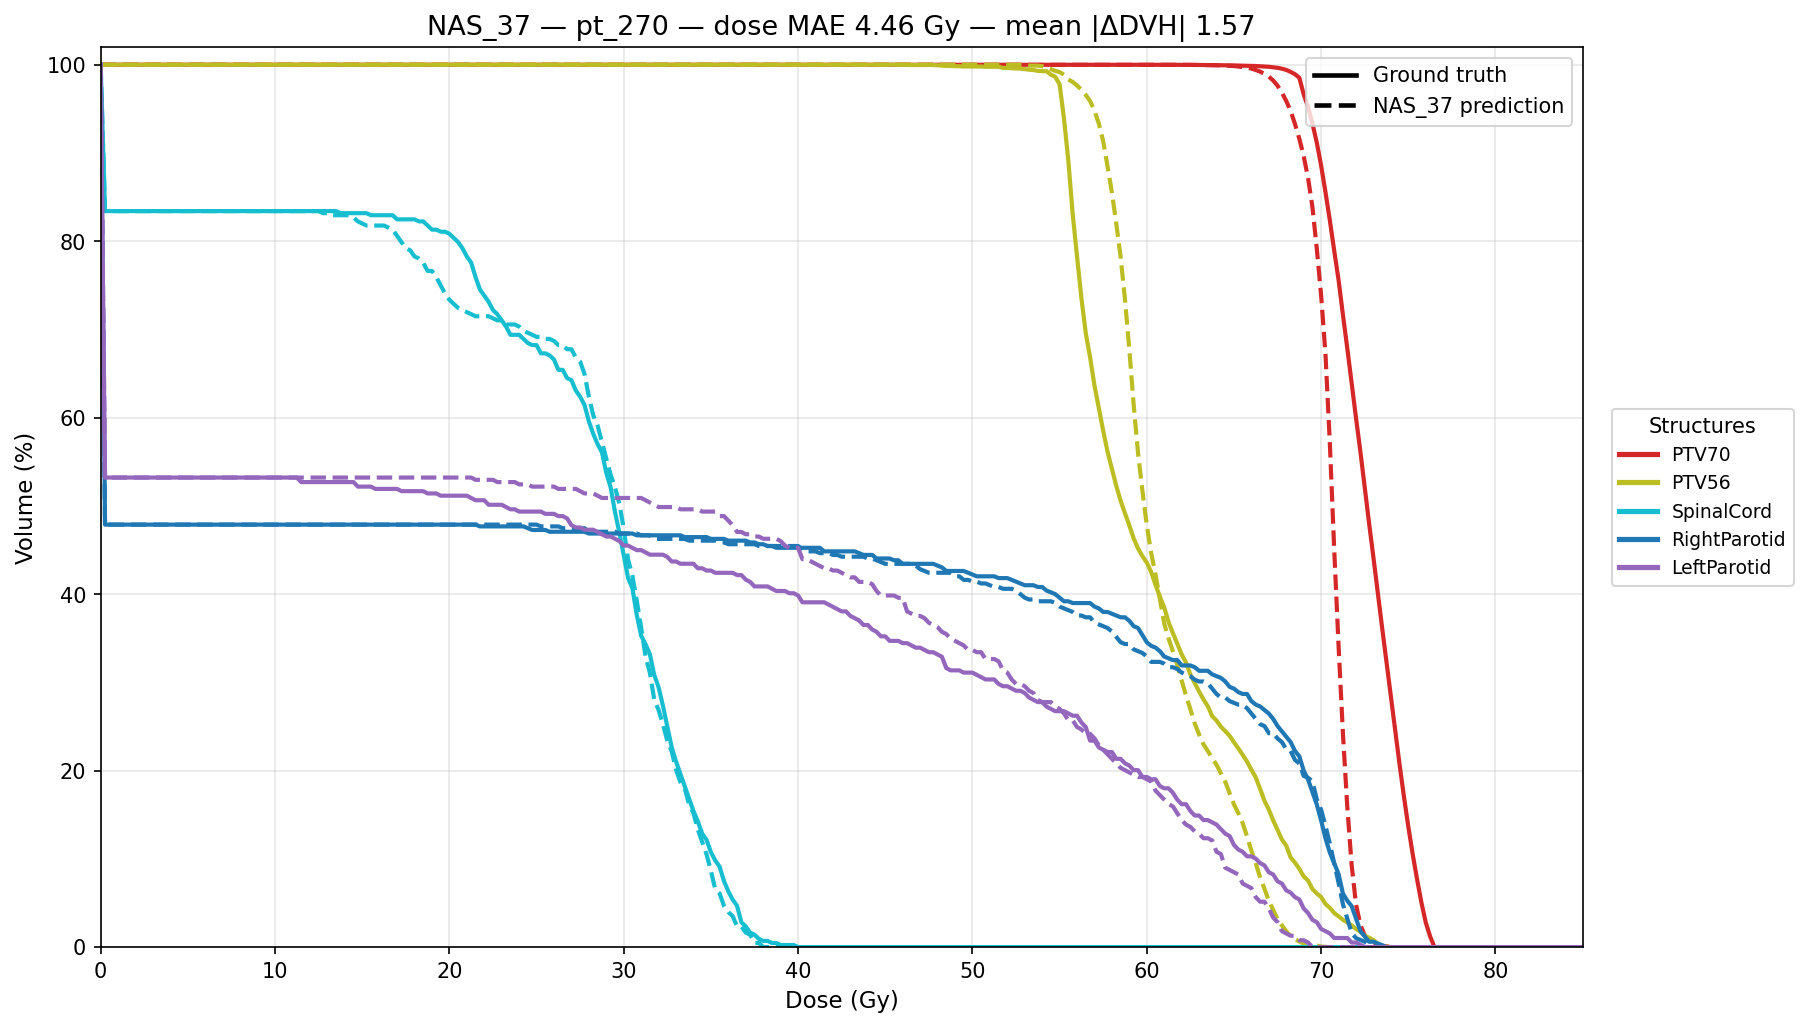 NAS_37 — pt_270 — dose MAE 4.46 Gy — mean |ΔDVH| 1.57
Ground truth
NAS_37 prediction
Structures
PTV70
PTV56
SpinalCord
RightParotid
LeftParotid
Volume (%)
100
80
60
40
20
0
0 10 20 30 40 50 60 70 80
Dose (Gy)